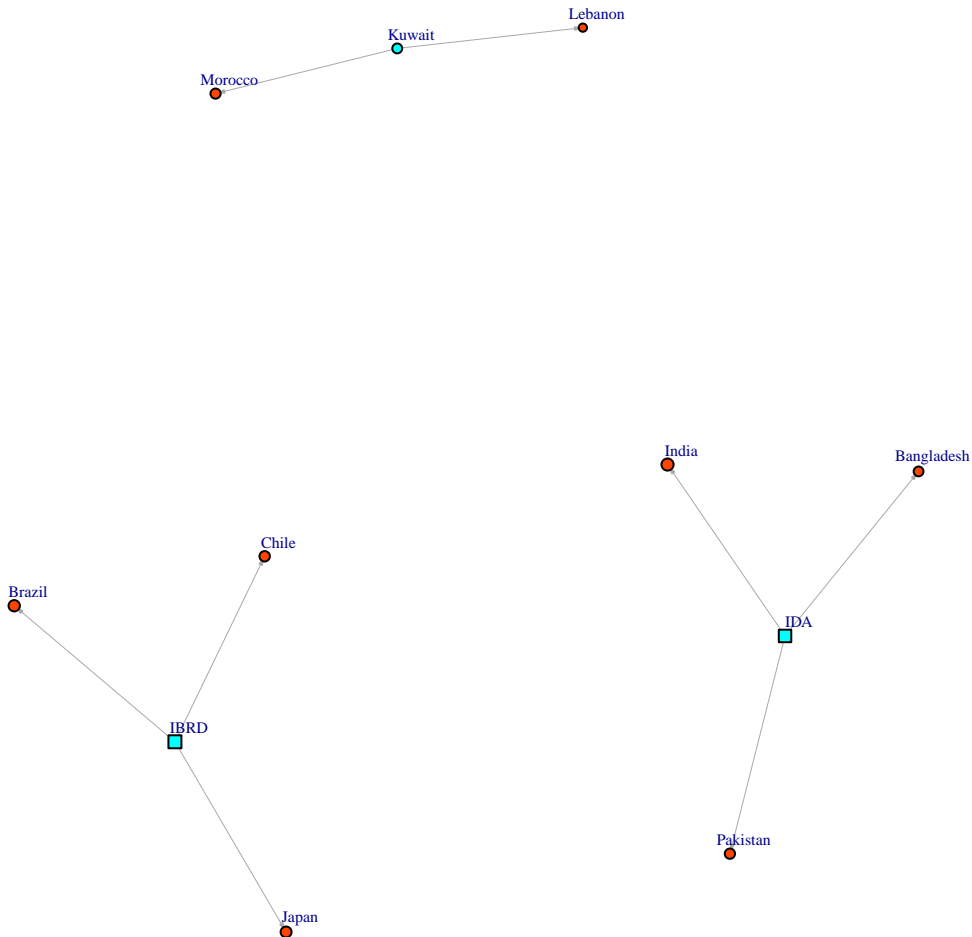 Lebanon
Kuwait
Morocco
India
Bangladesh
Chile
Brazil
IDA
IBRD
Pakistan
Japan